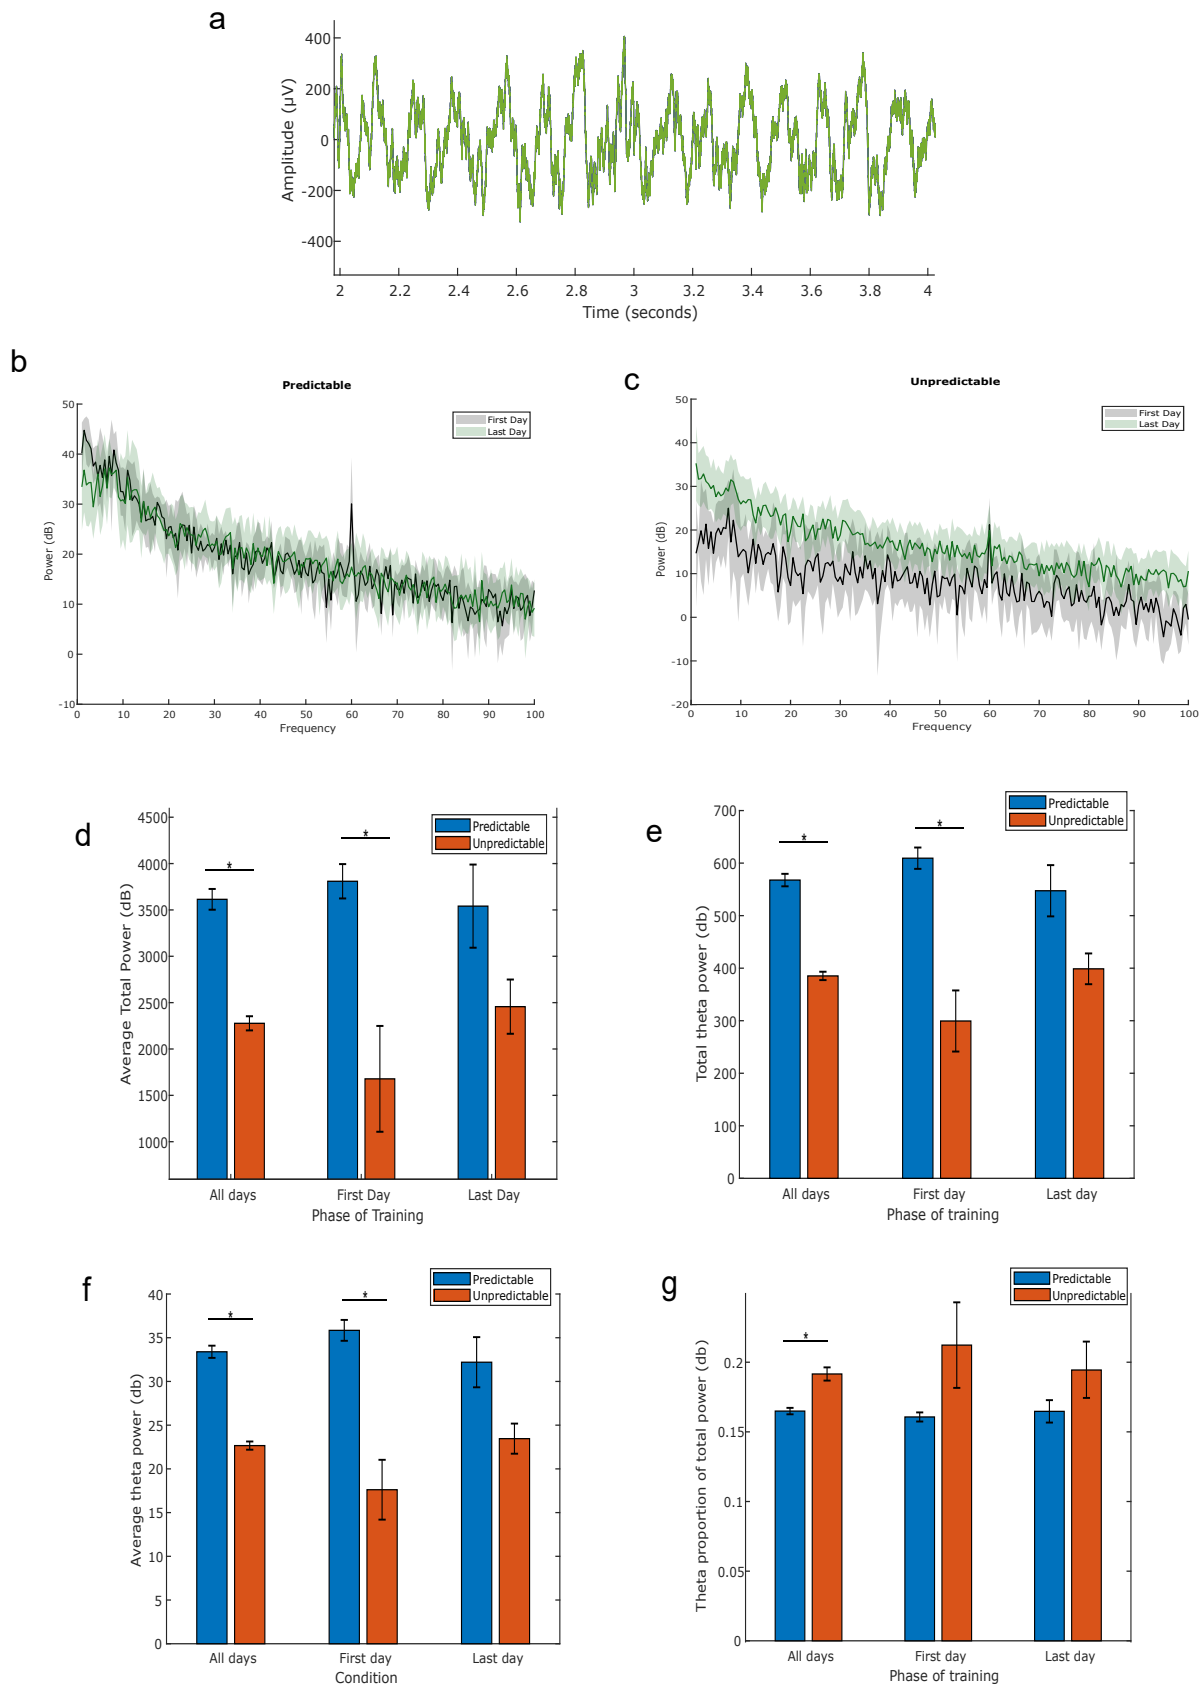 a
400
200
0
-200
-400
Amplitude (µV)
2 2.2 2.4 2.6 2.8 3 3.2 3.4 3.6 3.8 4
Time (seconds)
b
Predictable
50
40
30
20
10
0
-10
Power (dB)
First Day
Last Day
0 10 20 30 40 50 60 70 80 90 100
Frequency
c
Unpredictable
50
40
30
20
10
0
-10
-20
Power (dB)
First Day
Last Day
0 10 20 30 40 50 60 70 80 90 100
Frequency
d
4500
4000
3500
3000
2500
2000
1500
1000
Average Total Power (dB)
Predictable
Unpredictable
*
*
All days First Day Last Day
Phase of Training
e
700
600
500
400
300
200
100
0
Total theta power (db)
Predictable
Unpredictable
*
*
All days First day Last day
Phase of training
f
40
35
30
25
20
15
10
5
0
Average theta power (db)
Predictable
Unpredictable
*
*
All days First day Last day
Condition
g
0.2
0.15
0.1
0.05
0
Theta proportion of total power (db)
Predictable
Unpredictable
*
All days First day Last day
Phase of training